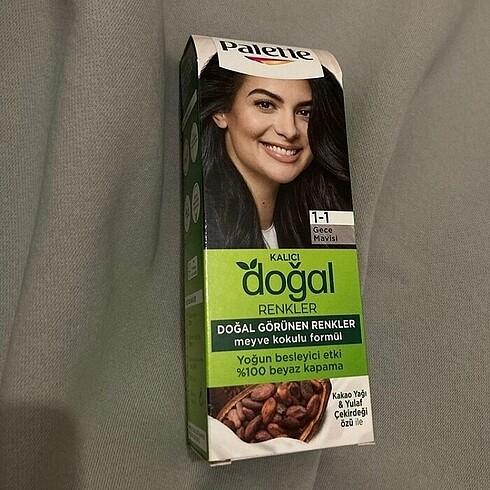 Palette
1-1
Gece
Mavisi
KALICI
doğal
RENKLER
DOĞAL GÖRÜNEN RENKLER
meyve kokulu formül
Yoğun besleyici etki
%100 beyaz kapama
Kakao Yağı
& Yulaf
Çekirdeği
özü ile